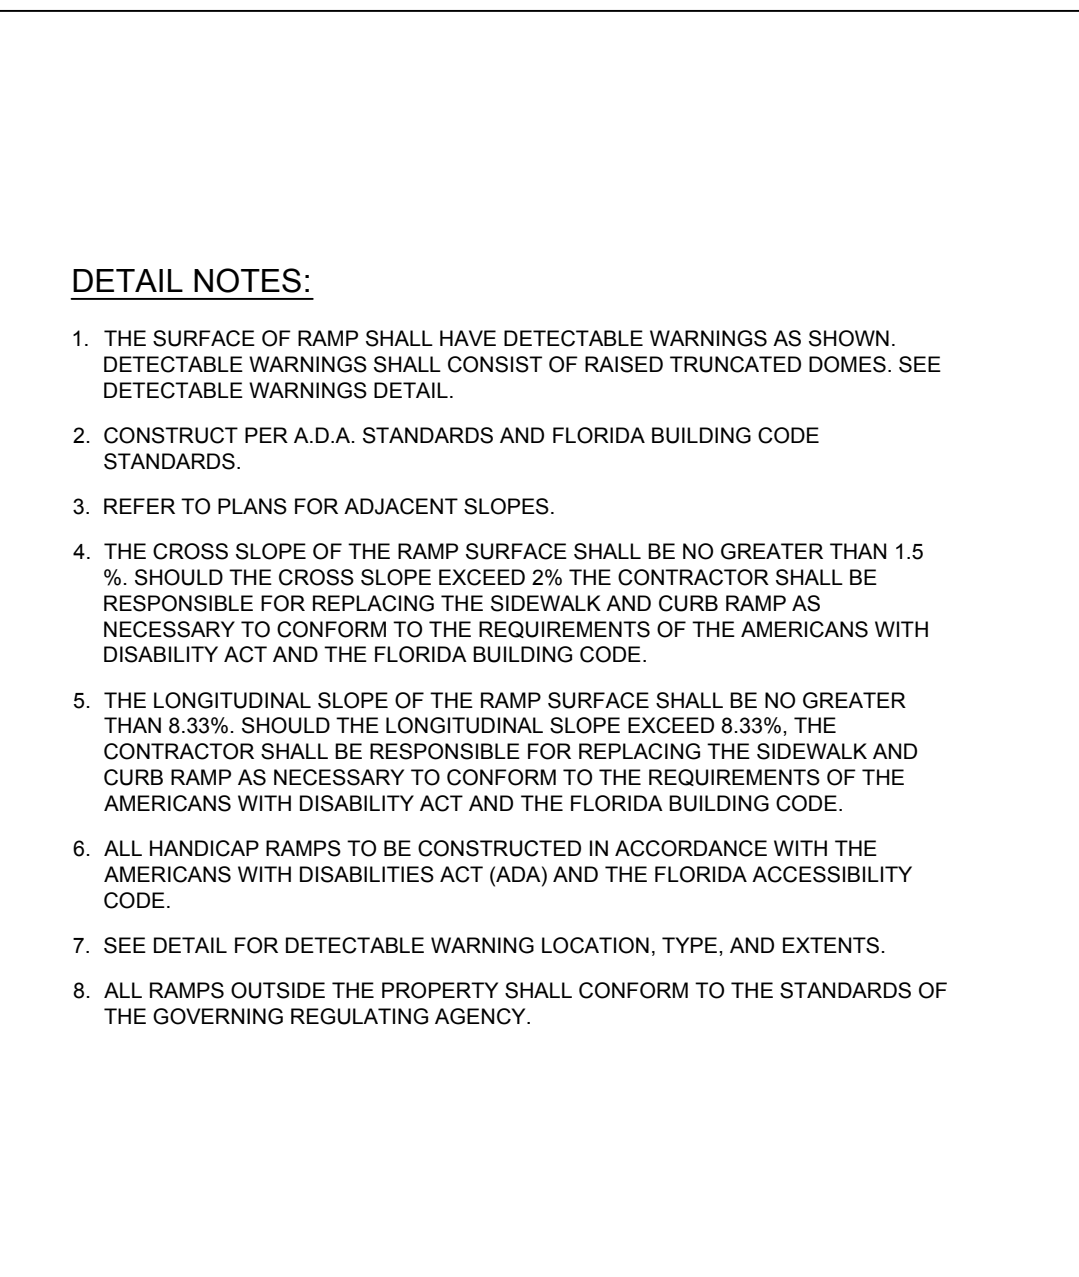 DETAIL NOTES:
1. THE SURFACE OF RAMP SHALL HAVE DETECTABLE WARNINGS AS SHOWN.
DETECTABLE WARNINGS SHALL CONSIST OF RAISED TRUNCATED DOMES. SEE
DETECTABLE WARNINGS DETAIL.
2. CONSTRUCT PER A.D.A. STANDARDS AND FLORIDA BUILDING CODE
STANDARDS.
3. REFER TO PLANS FOR ADJACENT SLOPES.
4. THE CROSS SLOPE OF THE RAMP SURFACE SHALL BE NO GREATER THAN 1.5
%. SHOULD THE CROSS SLOPE EXCEED 2% THE CONTRACTOR SHALL BE
RESPONSIBLE FOR REPLACING THE SIDEWALK AND CURB RAMP AS
NECESSARY TO CONFORM TO THE REQUIREMENTS OF THE AMERICANS WITH
DISABILITY ACT AND THE FLORIDA BUILDING CODE.
5. THE LONGITUDINAL SLOPE OF THE RAMP SURFACE SHALL BE NO GREATER
THAN 8.33%. SHOULD THE LONGITUDINAL SLOPE EXCEED 8.33%, THE
CONTRACTOR SHALL BE RESPONSIBLE FOR REPLACING THE SIDEWALK AND
CURB RAMP AS NECESSARY TO CONFORM TO THE REQUIREMENTS OF THE
AMERICANS WITH DISABILITY ACT AND THE FLORIDA BUILDING CODE.
6. ALL HANDICAP RAMPS TO BE CONSTRUCTED IN ACCORDANCE WITH THE
AMERICANS WITH DISABILITIES ACT (ADA) AND THE FLORIDA ACCESSIBILITY
CODE.
7. SEE DETAIL FOR DETECTABLE WARNING LOCATION, TYPE, AND EXTENTS.
8. ALL RAMPS OUTSIDE THE PROPERTY SHALL CONFORM TO THE STANDARDS OF
THE GOVERNING REGULATING AGENCY.